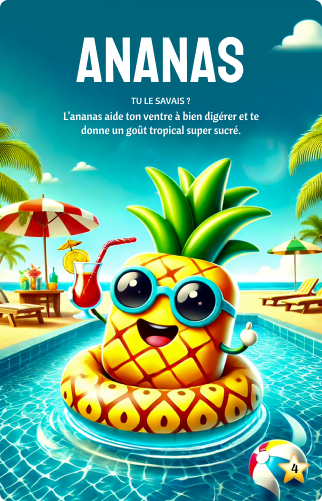 ANANAS
TU LE SAVAIS ?
L'ananas aide ton ventre à bien digérer et te
donne un goût tropical super sucré.
4